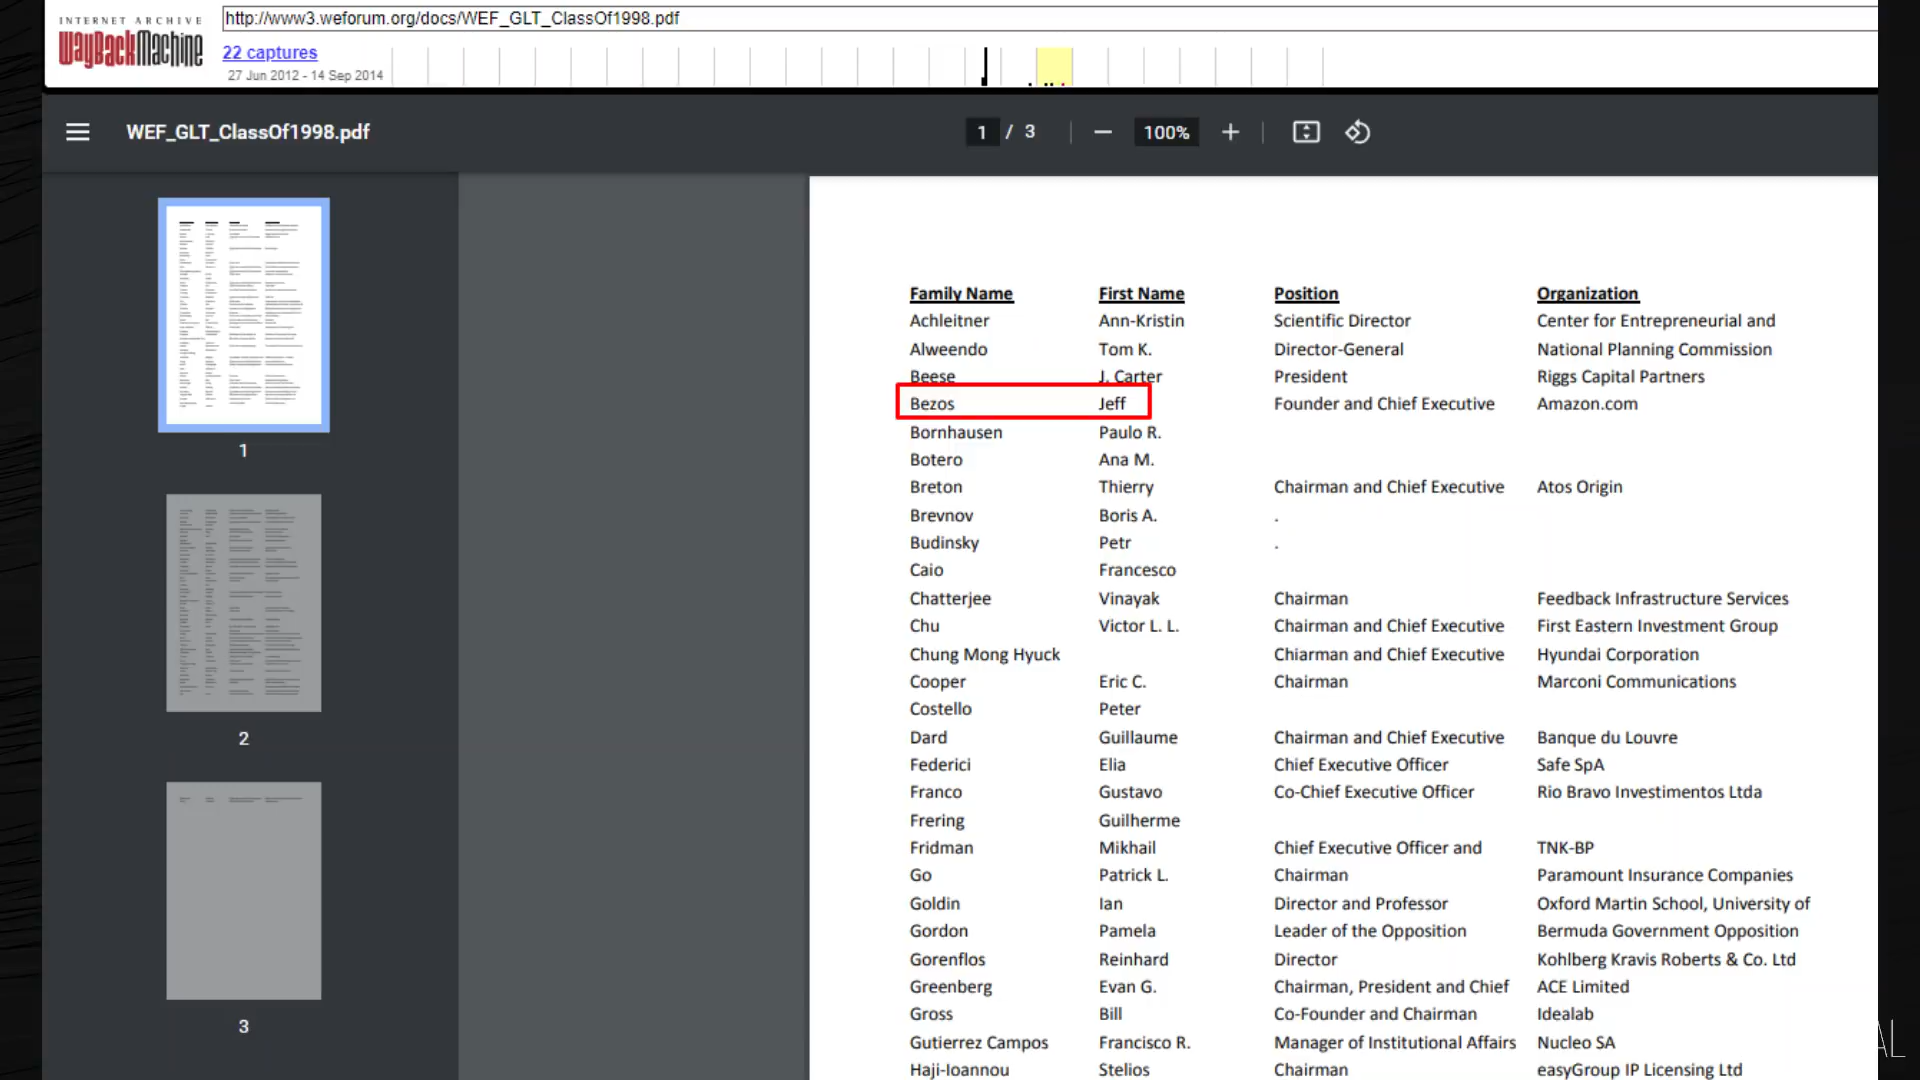 INTERNET ARCHIVE
WayBackMachine
http://www3.weforum.org/docs/WEF_GLT_ClassOf1998.pdf
22 captures
27 Jun 2012 - 14 Sep 2014
WEF_GLT_ClassOf1998.pdf
1 / 3
100%
1
2
3
Family Name First Name Position Organization
Achleitner Ann-Kristin Scientific Director Center for Entrepreneurial and
Alweendo Tom K. Director-General National Planning Commission
Beese J. Carter President Riggs Capital Partners
Bezos Jeff Founder and Chief Executive Amazon.com
Bornhausen Paulo R.
Botero Ana M.
Breton Thierry Chairman and Chief Executive Atos Origin
Brevnov Boris A. .
Budinsky Petr .
Caio Francesco
Chatterjee Vinayak Chairman Feedback Infrastructure Services
Chu Victor L. L. Chairman and Chief Executive First Eastern Investment Group
Chung Mong Hyuck Chiarman and Chief Executive Hyundai Corporation
Cooper Eric C. Chairman Marconi Communications
Costello Peter
Dard Guillaume Chairman and Chief Executive Banque du Louvre
Federici Elia Chief Executive Officer Safe SpA
Franco Gustavo Co-Chief Executive Officer Rio Bravo Investimentos Ltda
Frering Guilherme
Fridman Mikhail Chief Executive Officer and TNK-BP
Go Patrick L. Chairman Paramount Insurance Companies
Goldin Ian Director and Professor Oxford Martin School, University of
Gordon Pamela Leader of the Opposition Bermuda Government Opposition
Gorenflos Reinhard Director Kohlberg Kravis Roberts & Co. Ltd
Greenberg Evan G. Chairman, President and Chief ACE Limited
Gross Bill Co-Founder and Chairman Idealab
Gutierrez Campos Francisco R. Manager of Institutional Affairs Nucleo SA
Haji-Ioannou Stelios Chairman easyGroup IP Licensing Ltd